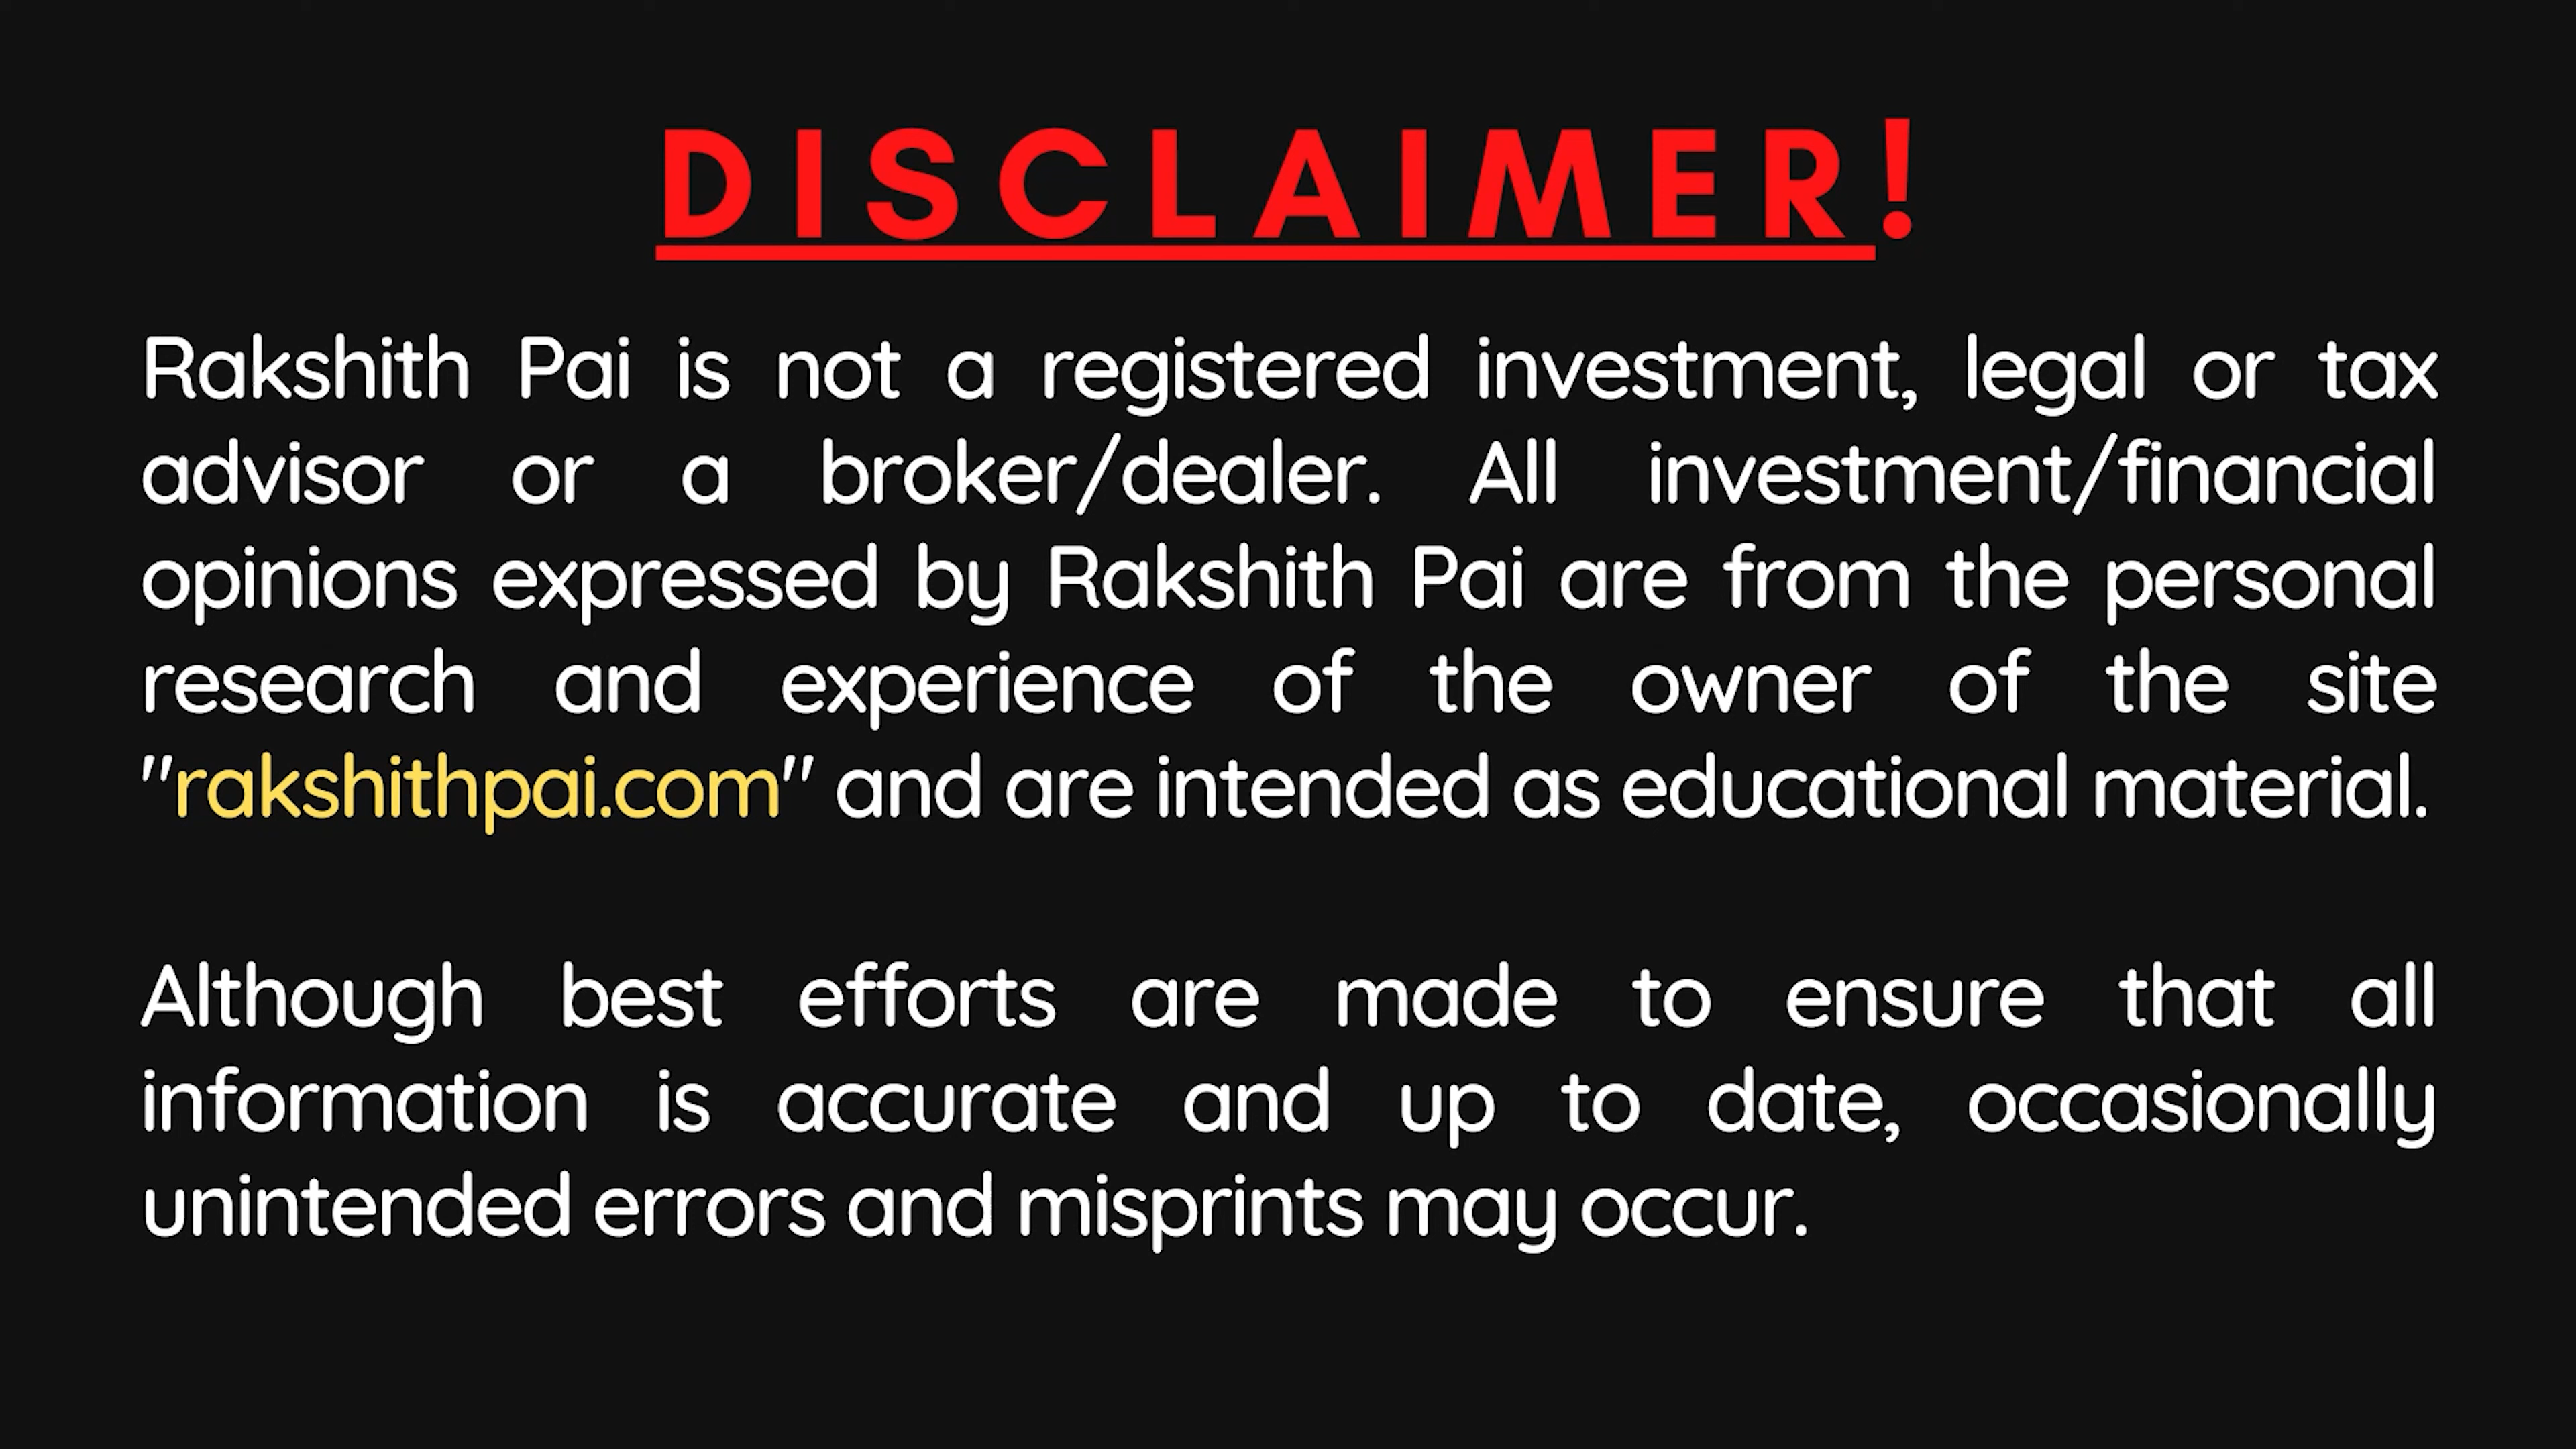 DISCLAIMER!
Rakshith Pai is not a registered investment, legal or tax
advisor or a broker/dealer. All investment/financial
opinions expressed by Rakshith Pai are from the personal
research and experience of the owner of the site
"rakshithpai.com" and are intended as educational material.
Although best efforts are made to ensure that all
information is accurate and up to date, occasionally
unintended errors and misprints may occur.